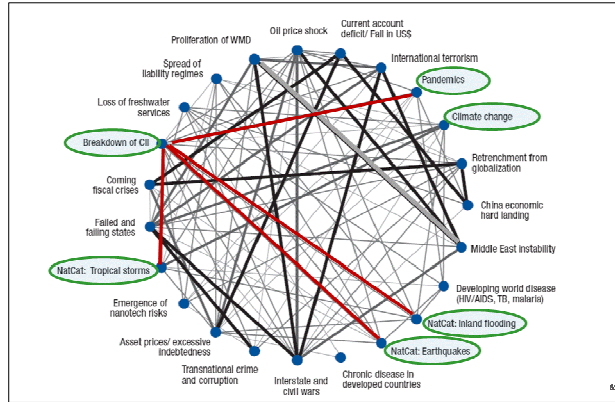 Oil price shock
Current account
deficit/ Fall in US$
Proliferation of WMD
International terrorism
Spread of
liability regimes
Pandemics
Loss of freshwater
services
Climate change
Breakdown of CII
Retrenchment from
globalization
Coming
fiscal crises
China economic
hard landing
Failed and
failing states
Middle East instability
NatCat: Tropical storms
Developing world disease
(HIV/AIDS, TB, malaria)
Emergence of
nanotech risks
NatCat: Inland flooding
Asset prices/ excessive
indebtedness
NatCat: Earthquakes
Transnational crime
and corruption
Interstate and
civil wars
Chronic disease in
developed countries